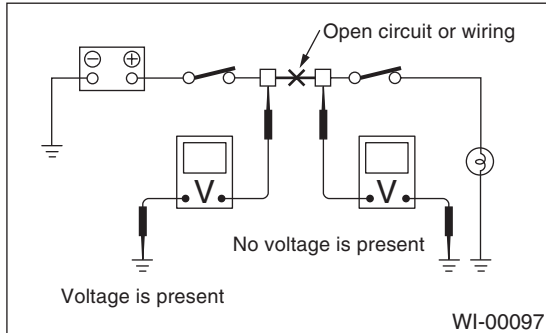 Open circuit or wiring
V
V
No voltage is present
Voltage is present
WI-00097